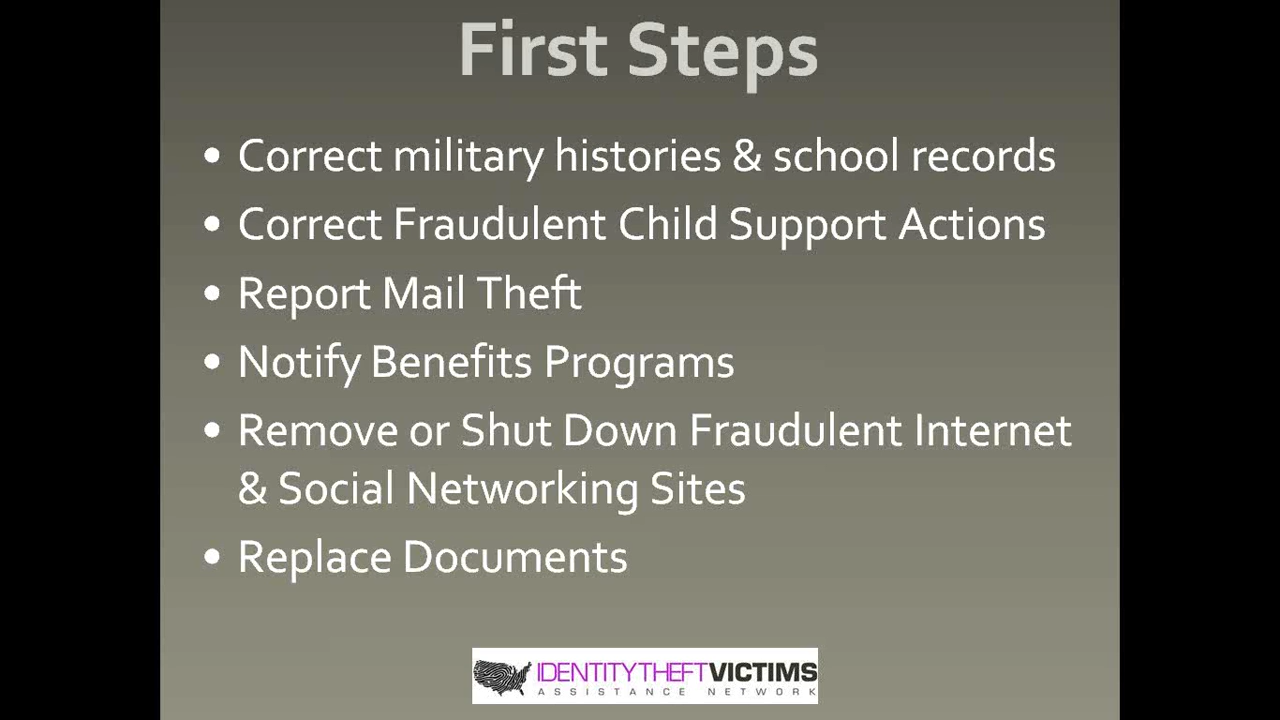 First Steps
• Correct military histories & school records
• Correct Fraudulent Child Support Actions
• Report Mail Theft
• Notify Benefits Programs
• Remove or Shut Down Fraudulent Internet
& Social Networking Sites
• Replace Documents
IDENTITYTHEFTVICTIMS
ASSISTANCE NETWORK